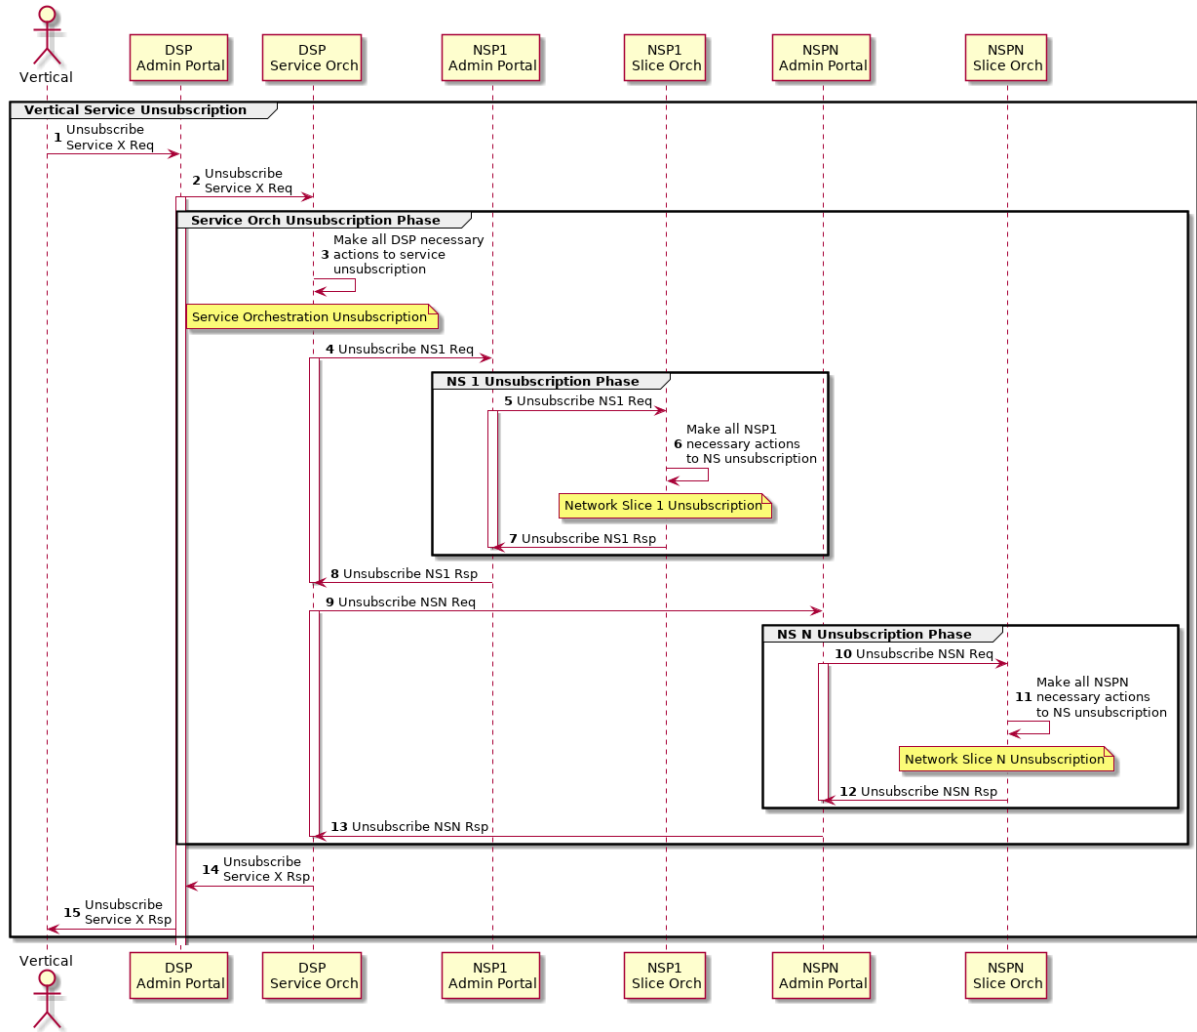 Vertical
DSP
Admin Portal
DSP
Service Orch
NSP1
Admin Portal
NSP1
Slice Orch
NSPN
Admin Portal
NSPN
Slice Orch
Vertical Service Unsubscription
1 Unsubscribe
Service X Req
2 Unsubscribe
Service X Req
Service Orch Unsubscription Phase
Make all DSP necessary
3 actions to service
unsubscription
Service Orchestration Unsubscription
4 Unsubscribe NS1 Req
NS 1 Unsubscription Phase
5 Unsubscribe NS1 Req
Make all NSP1
6 necessary actions
to NS unsubscription
Network Slice 1 Unsubscription
7 Unsubscribe NS1 Rsp
8 Unsubscribe NS1 Rsp
9 Unsubscribe NSN Req
NS N Unsubscription Phase
10 Unsubscribe NSN Req
Make all NSPN
11 necessary actions
to NS unsubscription
Network Slice N Unsubscription
12 Unsubscribe NSN Rsp
13 Unsubscribe NSN Rsp
14 Unsubscribe
Service X Rsp
15 Unsubscribe
Service X Rsp
Vertical
DSP
Admin Portal
DSP
Service Orch
NSP1
Admin Portal
NSP1
Slice Orch
NSPN
Admin Portal
NSPN
Slice Orch